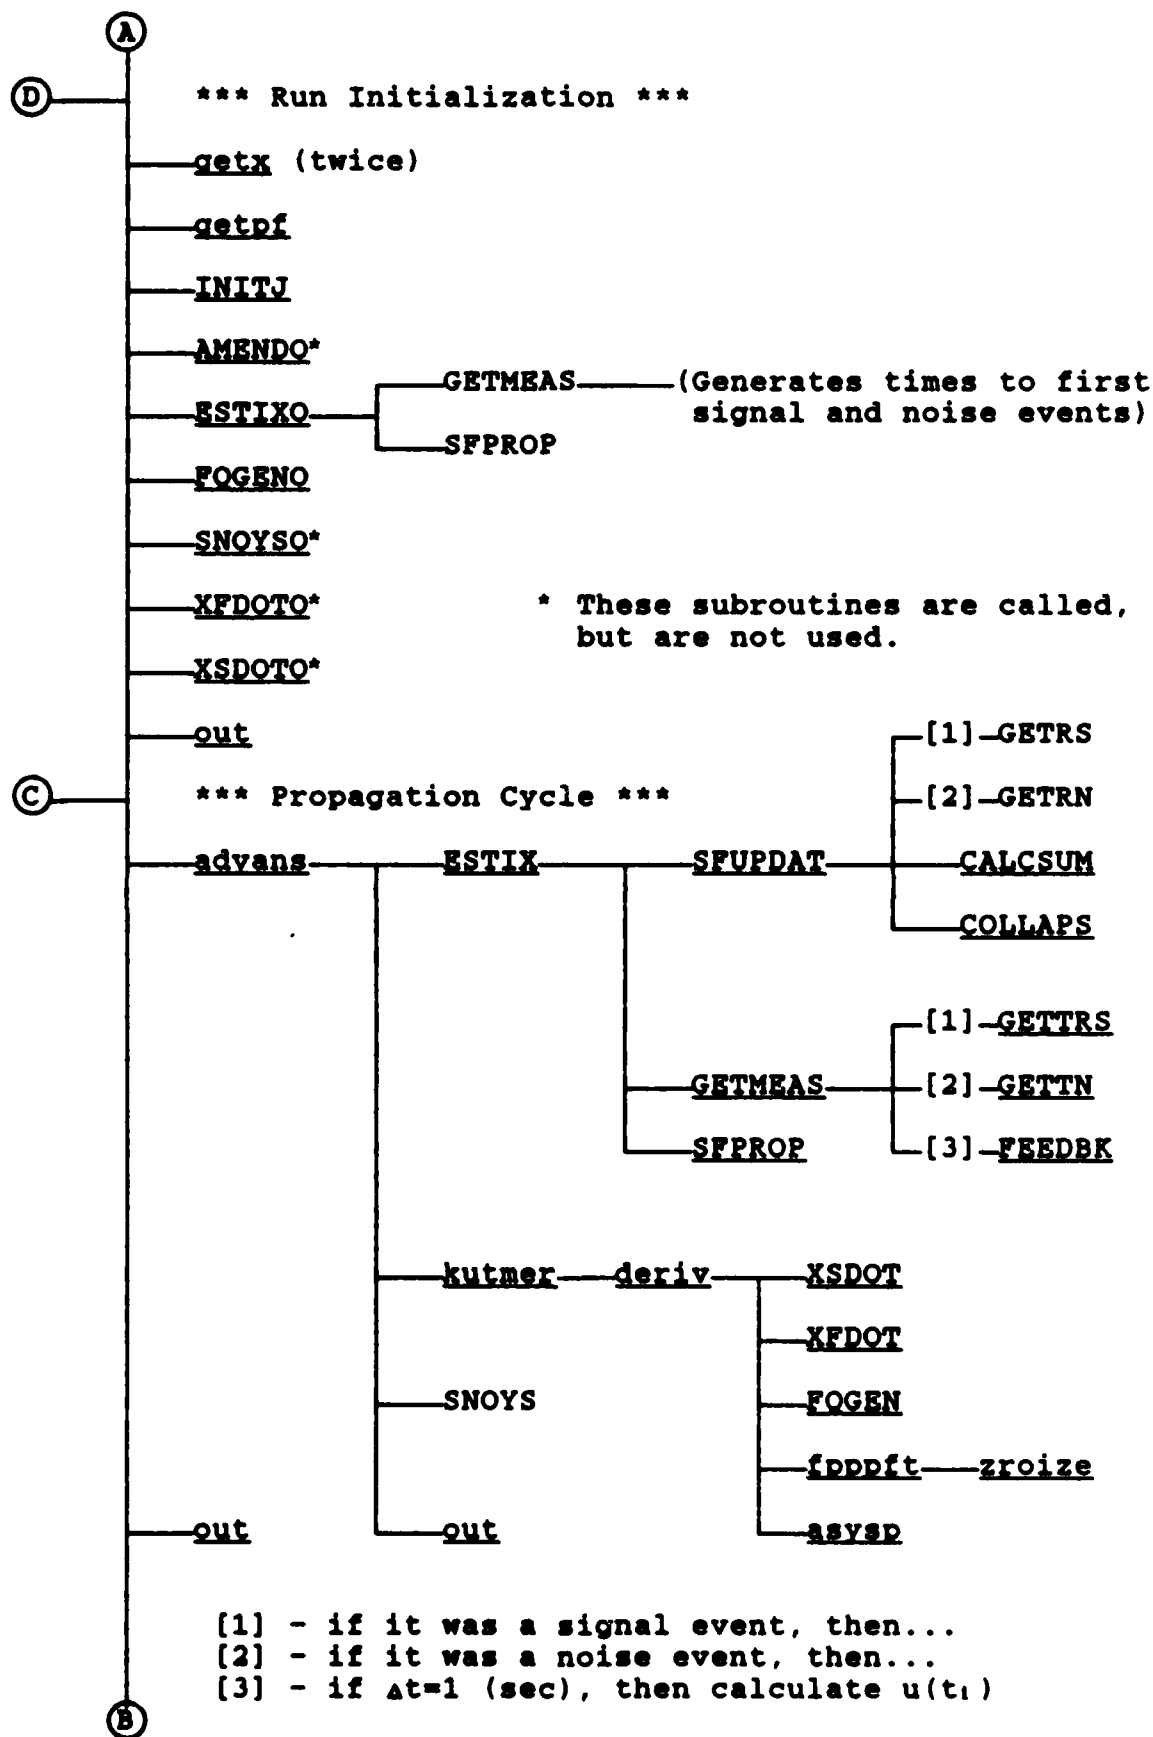 A
D *** Run Initialization ***
getx (twice)
getpf
INITJ
AMENDO*
GETMEAS (Generates times to first
ESTIXO signal and noise events)
SFPROP
FQGENO
SNOYSO*
XFDOTO* * These subroutines are called,
but are not used.
XSDOTO*
out [1] GETRS
C *** Propagation Cycle *** [2] GETRN
advans ESTIX SFUPDAT CALCSUM
COLLAPS
[1] GETTRS
GETMEAS [2] GETTN
SFPROP [3] FEEDBK
kutmer deriv XSDOT
XFDOT
SNOYS FQGEN
fpppft zroize
out out asysp
[1] - if it was a signal event, then...
[2] - if it was a noise event, then...
[3] - if Δt=1 (sec), then calculate u(tᵢ)
B